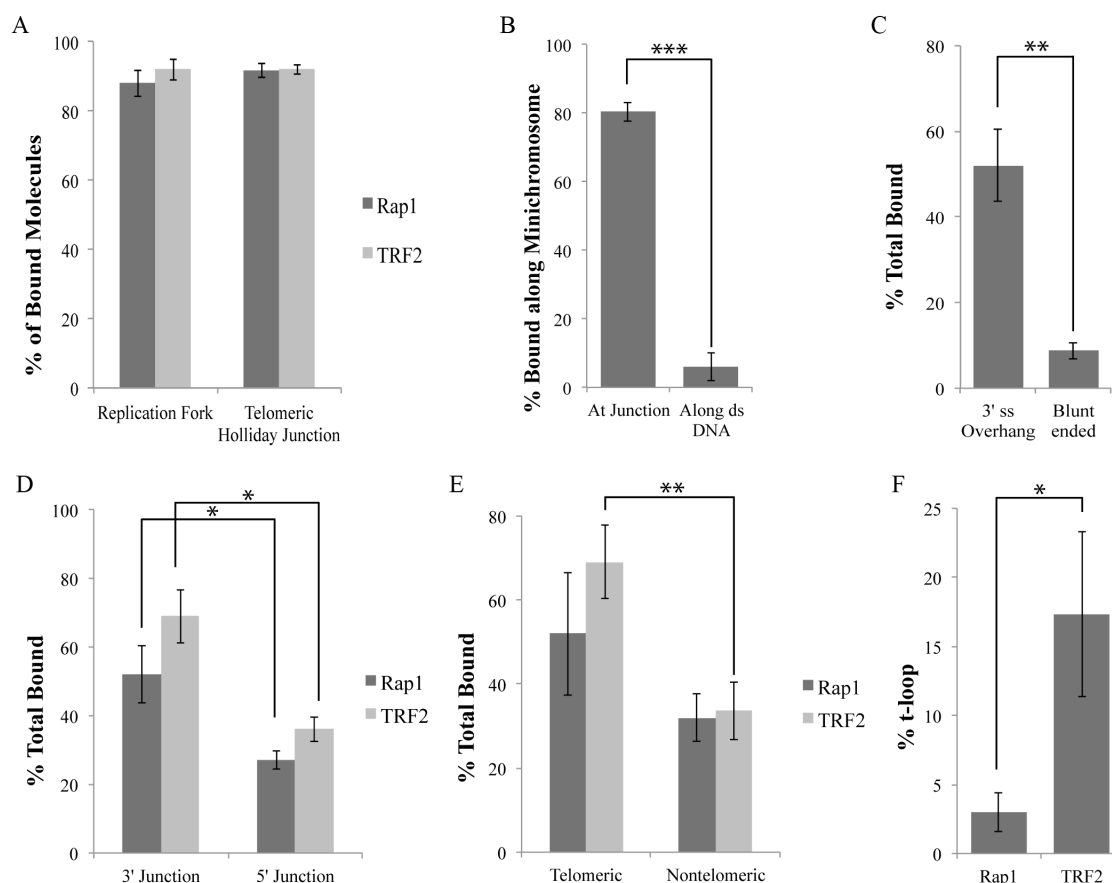 A
% of Bound Molecules
100
80
60
40
20
0
Replication Fork
Telomeric
Holliday Junction
Rap1
TRF2
B
% Bound along Minichromosome
100
80
60
40
20
0
***
At Junction
Along ds
DNA
C
% Total Bound
80
60
40
20
0
**
3' ss
Overhang
Blunt
ended
D
% Total Bound
100
80
60
40
20
0
*
*
3' Junction
5' Junction
Rap1
TRF2
E
% Total Bound
80
60
40
20
0
**
Telomeric
Nontelomeric
Rap1
TRF2
F
% t-loop
25
20
15
10
5
0
*
Rap1
TRF2